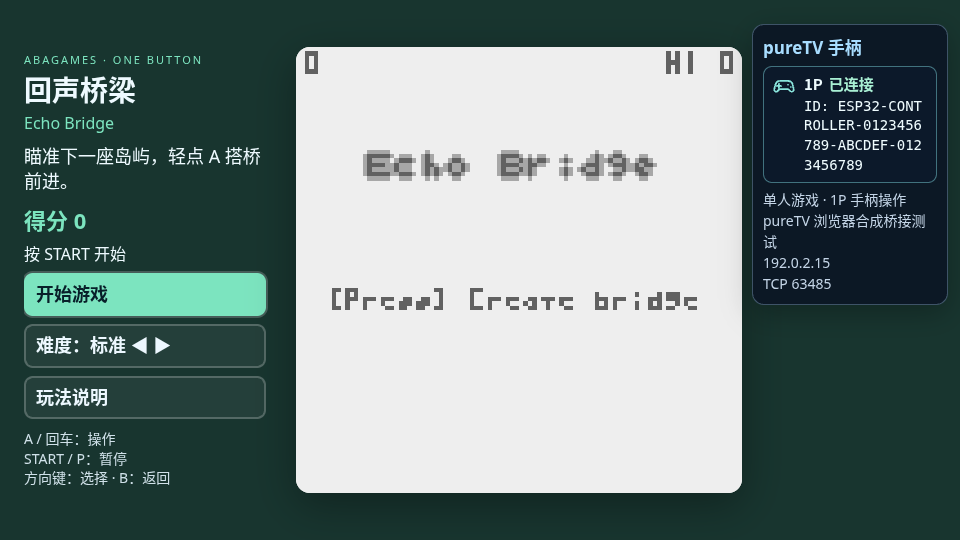 ABAGAMES · ONE BUTTON
回声桥梁
Echo Bridge
瞄准下一座岛屿，轻点 A 搭桥
前进。
得分 0
按 START 开始
开始游戏
难度：标准 ◀ ▶
玩法说明
A / 回车：操作
START / P：暂停
方向键：选择 · B：返回
0
HI 0
Echo Bridge
[Press] Create bridge
pureTV 手柄
1P 已连接
ID: ESP32-CONT
ROLLER-0123456
789-ABCDEF-012
3456789
单人游戏 · 1P 手柄操作
pureTV 浏览器合成桥接测
试
192.0.2.15
TCP 63485